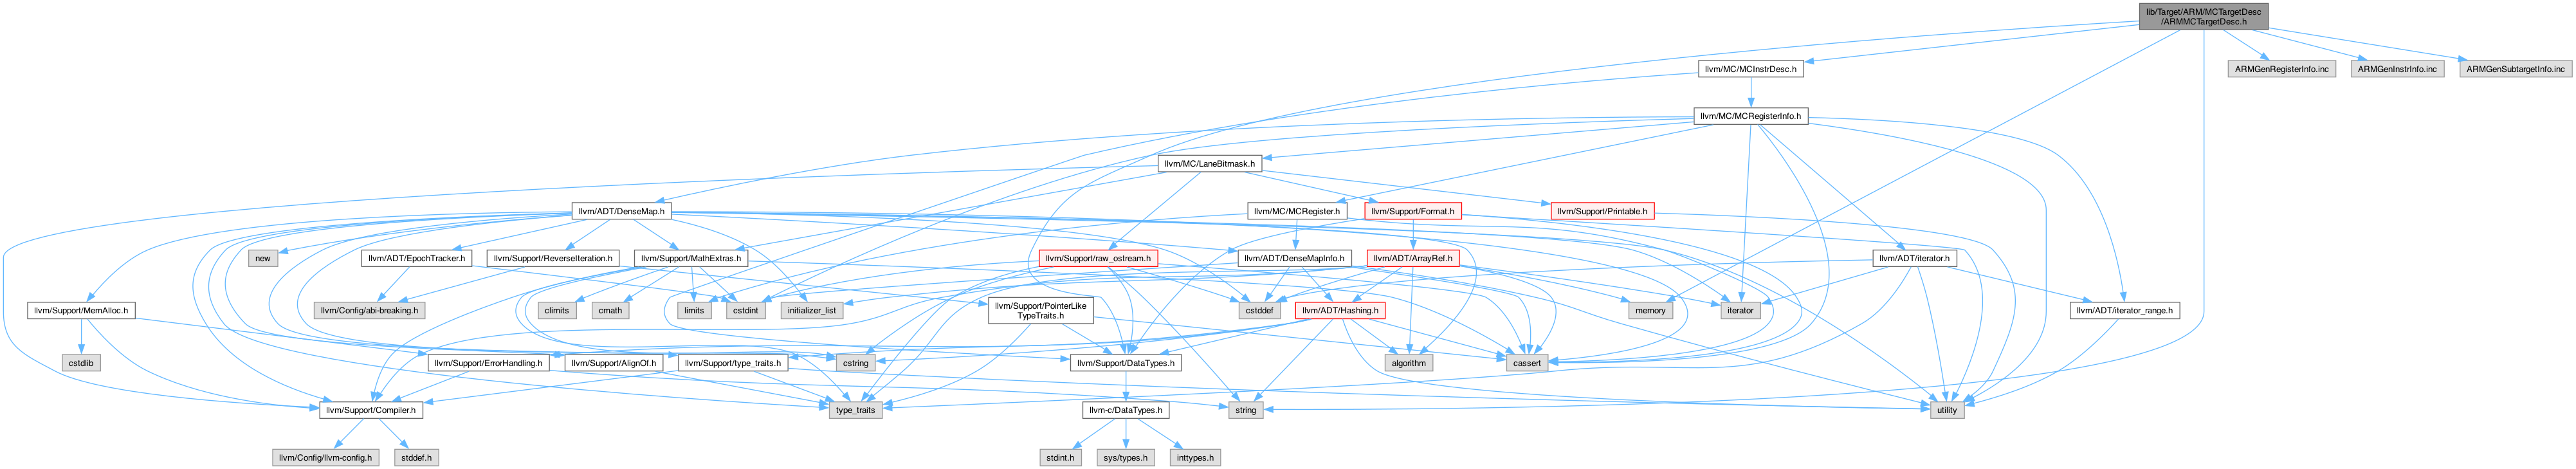 lib/Target/ARM/MCTargetDesc
/ARMMCTargetDesc.h
llvm/MC/MCInstrDesc.h
ARMGenRegisterInfo.inc
ARMGenInstrInfo.inc
ARMGenSubtargetInfo.inc
llvm/MC/MCRegisterInfo.h
llvm/MC/LaneBitmask.h
llvm/ADT/DenseMap.h
llvm/MC/MCRegister.h
llvm/Support/Format.h
llvm/Support/Printable.h
new
llvm/ADT/EpochTracker.h
llvm/Support/ReverseIteration.h
llvm/Support/MathExtras.h
llvm/Support/raw_ostream.h
llvm/ADT/DenseMapInfo.h
llvm/ADT/ArrayRef.h
llvm/ADT/iterator.h
llvm/Support/MemAlloc.h
llvm/Config/abi-breaking.h
climits
cmath
limits
cstdint
initializer_list
llvm/Support/PointerLike
TypeTraits.h
cstddef
llvm/ADT/Hashing.h
memory
iterator
llvm/ADT/iterator_range.h
cstdlib
llvm/Support/ErrorHandling.h
llvm/Support/AlignOf.h
llvm/Support/type_traits.h
cstring
llvm/Support/DataTypes.h
algorithm
cassert
llvm/Support/Compiler.h
type_traits
llvm-c/DataTypes.h
string
utility
llvm/Config/llvm-config.h
stddef.h
stdint.h
sys/types.h
inttypes.h